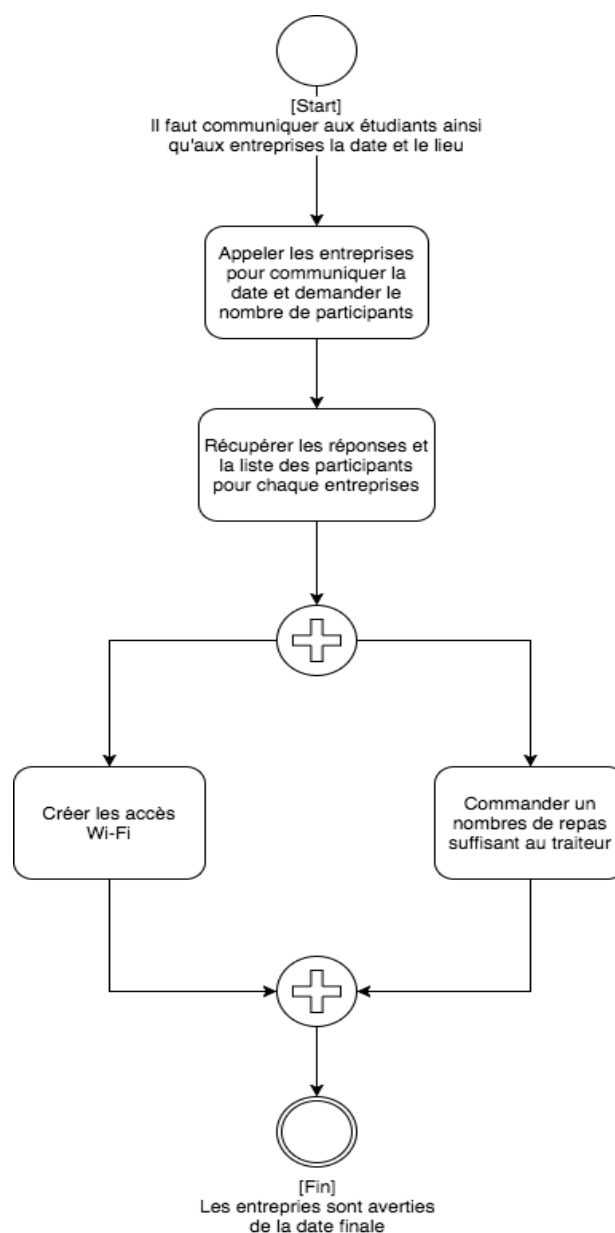 [Start]
Il faut communiquer aux étudiants ainsi
qu'aux entreprises la date et le lieu
Appeler les entreprises
pour communiquer la
date et demander le
nombre de participants
Récupérer les réponses et
la liste des participants
pour chaque entreprises
Créer les accès
Wi-Fi
Commander un
nombres de repas
suffisant au traiteur
[Fin]
Les entrepries sont averties
de la date finale